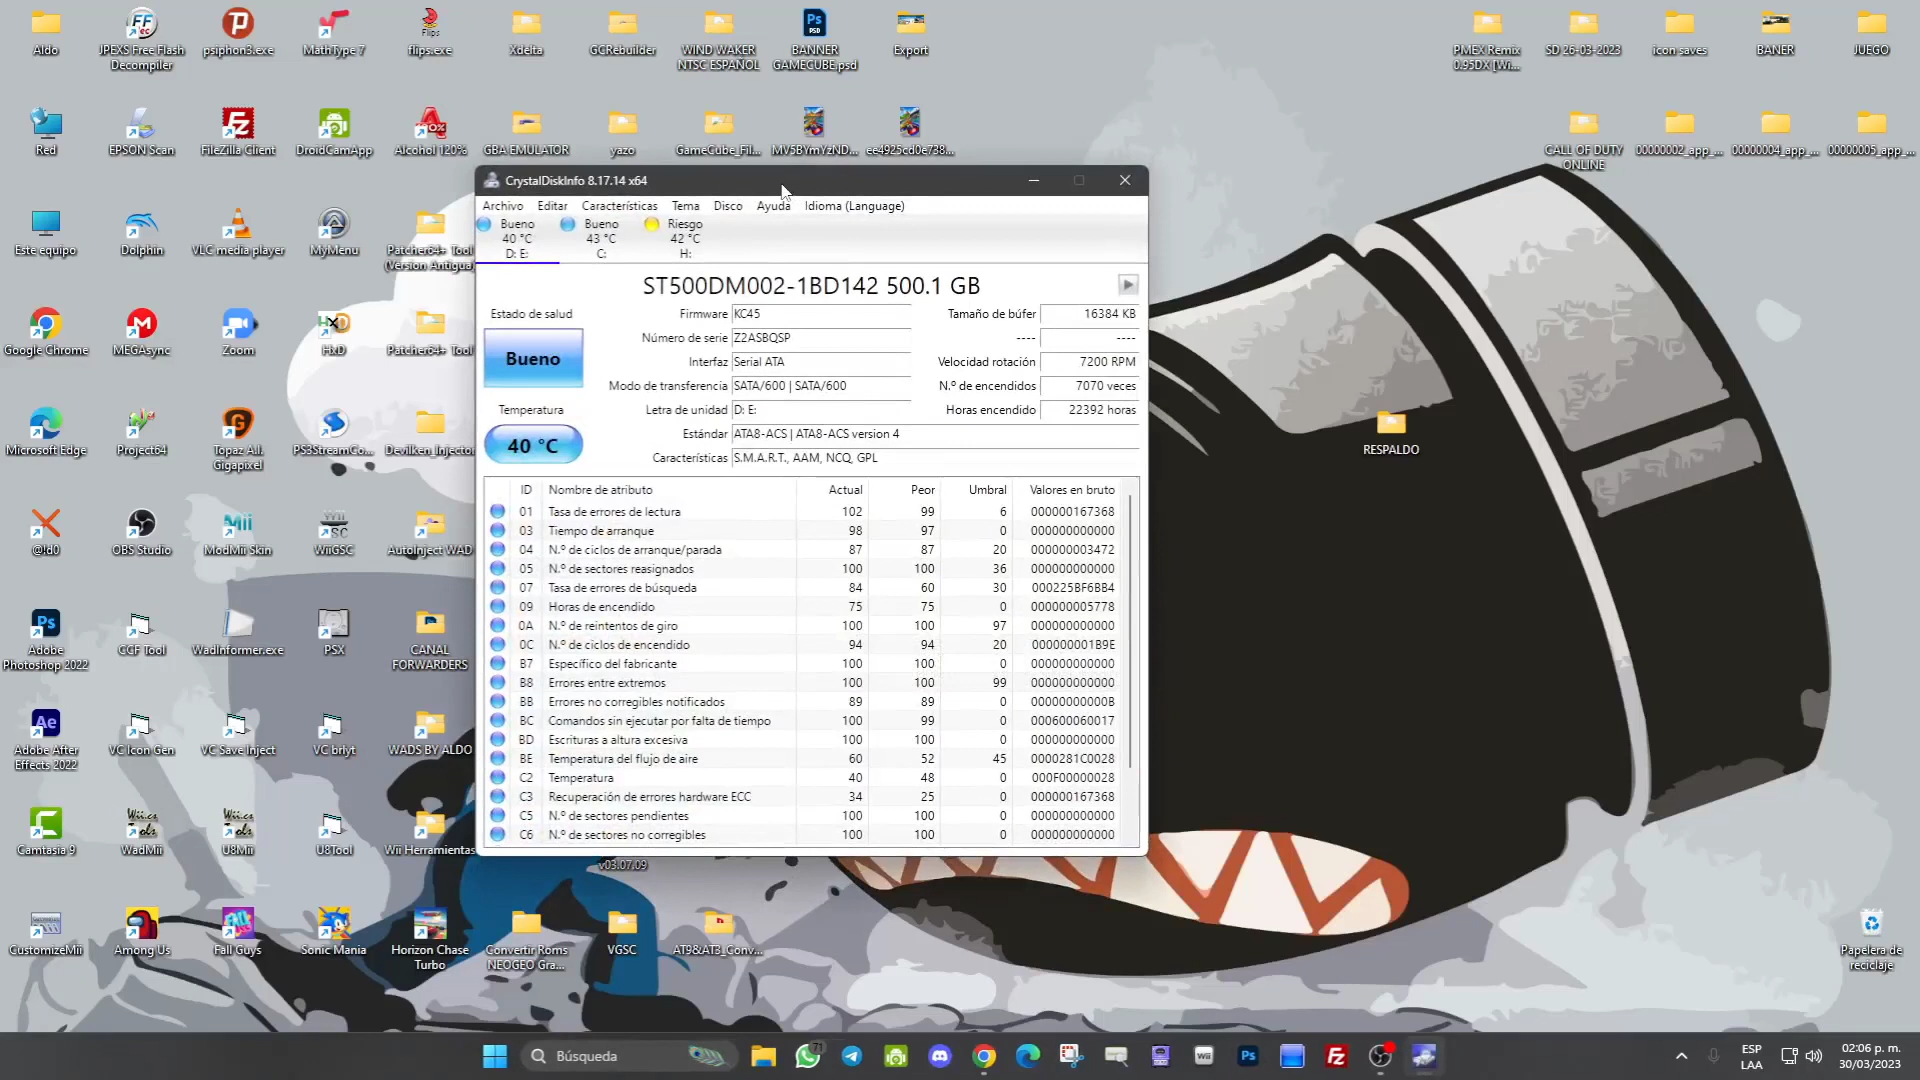 Aldo
JPEXS Free Flash
Decompiler
psiphon3.exe
MathType 7
flips.exe
Xdelta
GCRebuilder
WIND WAKER
NTSC ESPAÑOL
BANNER
GAMECUBE.psd
Export
PMEX Remix
0.95DX [Wi...
SD 26-03-2023
icon saves
BANER
JUEGO
Red
EPSON Scan
FileZilla Client
DroidCamApp
Alcohol 120%
GBA EMULATOR
yazo
GameCube_Fil...
MV5BYmYzND...
ee4925cd0e738...
CALL OF DUTY
ONLINE
00000002_app_...
00000004_app_...
00000005_app_...
Este equipo
Dolphin
VLC media player
MyMenu
Patcher64+ Tool
(Version Antigua)
Google Chrome
MEGAsync
Zoom
HxD
Patcher64+ Tool
Microsoft Edge
Project64
Topaz A.I.
Gigapixel
PS3StreamCo...
Devilken_Injector
@!d0
OBS Studio
ModMii Skin
WiiGSC
AutoInject WAD
Adobe
Photoshop 2022
CCF Tool
WadInformer.exe
PSX
CANAL
FORWARDERS
Adobe After
Effects 2022
VC Icon Gen
VC Save Inject
VC brlyt
WADS BY ALDO
Camtasia 9
WadMii
U8Mii
U8Tool
Wii Herramientas
v03.07.09
CustomizeMii
Among Us
Fall Guys
Sonic Mania
Horizon Chase
Turbo
Convertir Roms
NEOGEO Gra...
VGSC
AT9&AT3_Conv...
RESPALDO
Papelera de
reciclaje
CrystalDiskInfo 8.17.14 x64
Archivo Editar Características Tema Disco Ayuda Idioma (Language)
Bueno
40 °C
D: E:
Bueno
43 °C
C:
Riesgo
42 °C
H:
ST500DM002-1BD142 500.1 GB
Estado de salud
Bueno
Temperatura
40 °C
Firmware KC45 Tamaño de búfer 16384 KB
Número de serie Z2ASBQSP ---- ----
Interfaz Serial ATA Velocidad rotación 7200 RPM
Modo de transferencia SATA/600 | SATA/600 N.º de encendidos 7070 veces
Letra de unidad D: E: Horas encendido 22392 horas
Estándar ATA8-ACS | ATA8-ACS version 4
Características S.M.A.R.T., AAM, NCQ, GPL
ID Nombre de atributo Actual Peor Umbral Valores en bruto
01 Tasa de errores de lectura 102 99 6 000000167368
03 Tiempo de arranque 98 97 0 000000000000
04 N.º de ciclos de arranque/parada 87 87 20 000000003472
05 N.º de sectores reasignados 100 100 36 000000000000
07 Tasa de errores de búsqueda 84 60 30 000225BF6BB4
09 Horas de encendido 75 75 0 000000005778
0A N.º de reintentos de giro 100 100 97 000000000000
0C N.º de ciclos de encendido 94 94 20 000000001B9E
B7 Específico del fabricante 100 100 0 000000000000
B8 Errores entre extremos 100 100 99 000000000000
BB Errores no corregibles notificados 89 89 0 00000000000B
BC Comandos sin ejecutar por falta de tiempo 100 99 0 000600060017
BD Escrituras a altura excesiva 100 100 0 000000000000
BE Temperatura del flujo de aire 60 52 45 0000281C0028
C2 Temperatura 40 48 0 000F00000028
C3 Recuperación de errores hardware ECC 34 25 0 000000167368
C5 N.º de sectores pendientes 100 100 0 000000000000
C6 N.º de sectores no corregibles 100 100 0 000000000000
Búsqueda
71
ESP
LAA
02:06 p. m.
30/03/2023